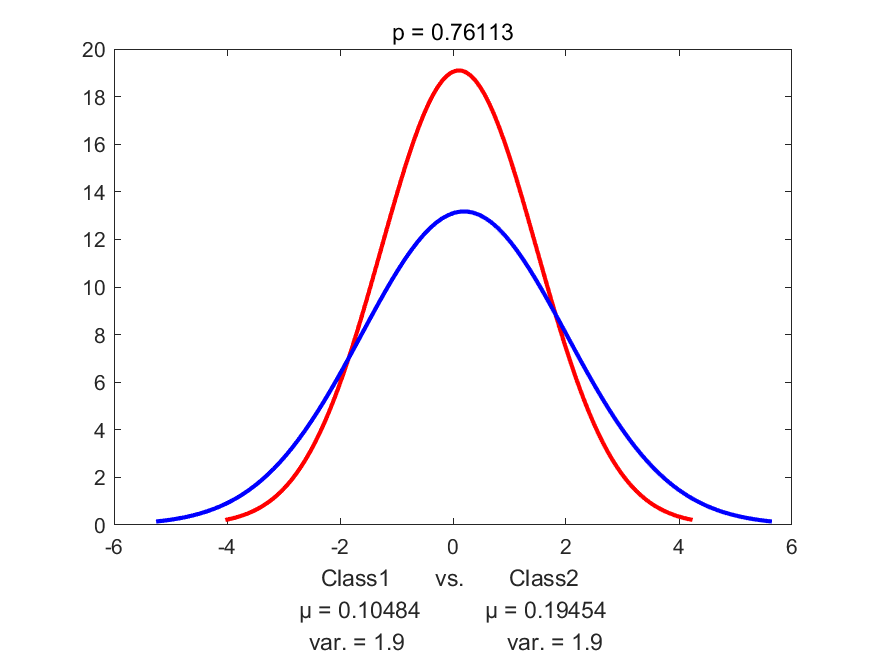 p = 0.76113
20
18
16
14
12
10
8
6
4
2
0
-6 -4 -2 0 2 4 6
Class1 vs. Class2
μ = 0.10484 μ = 0.19454
var. = 1.9 var. = 1.9